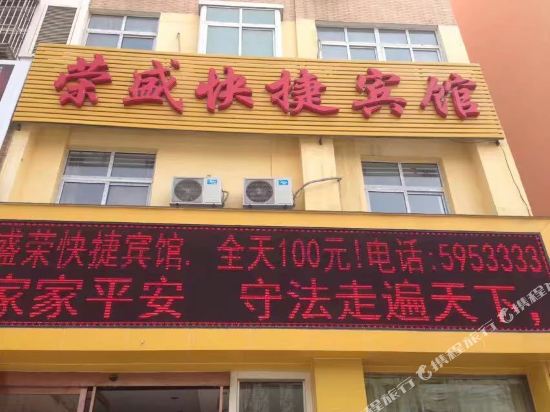 荣盛快捷宾馆
盛荣快捷宾馆. 全天100元!电话:5953333
家家平安 守法走遍天下,
携程旅行